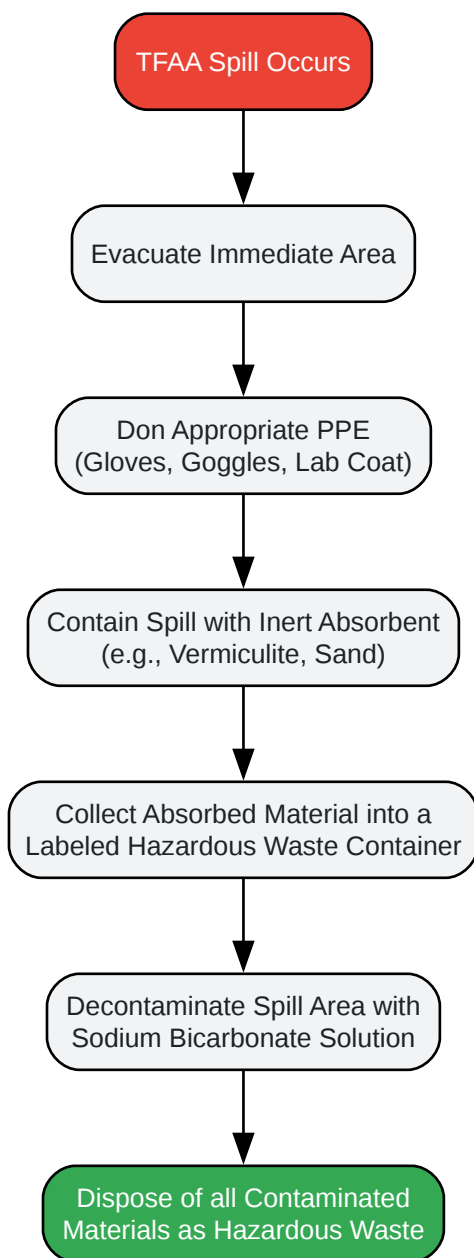 TFAA Spill Occurs
Evacuate Immediate Area
Don Appropriate PPE
(Gloves, Goggles, Lab Coat)
Contain Spill with Inert Absorbent
(e.g., Vermiculite, Sand)
Collect Absorbed Material into a
Labeled Hazardous Waste Container
Decontaminate Spill Area with
Sodium Bicarbonate Solution
Dispose of all Contaminated
Materials as Hazardous Waste